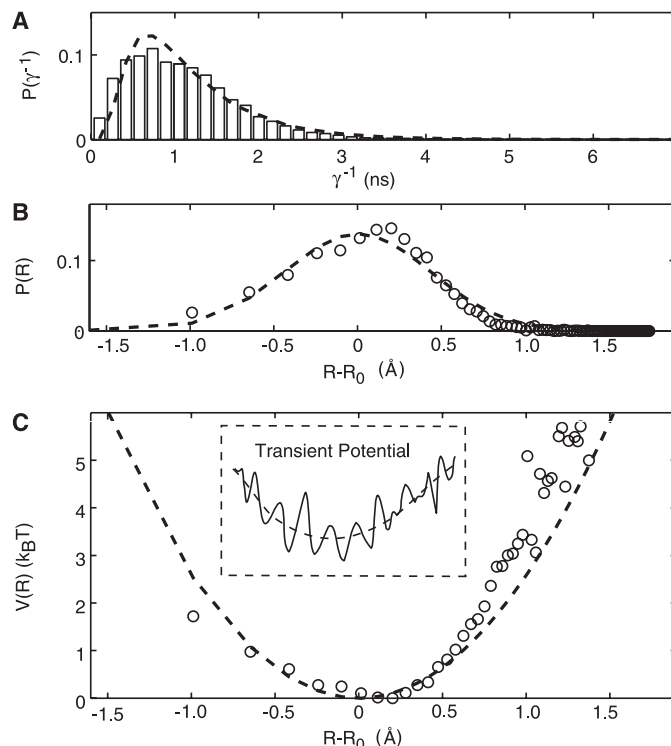 A
P(γ-1)
0.1
0
0 1 2 3 4 5 6
γ-1 (ns)
B
P(R)
0.1
0
-1.5 -1.0 -0.5 0 0.5 1.0 1.5
R-R0 (Å)
C
V(R) (kBT)
5
4
3
2
1
0
Transient Potential
-1.5 -1.0 -0.5 0 0.5 1.0 1.5
R-R0 (Å)